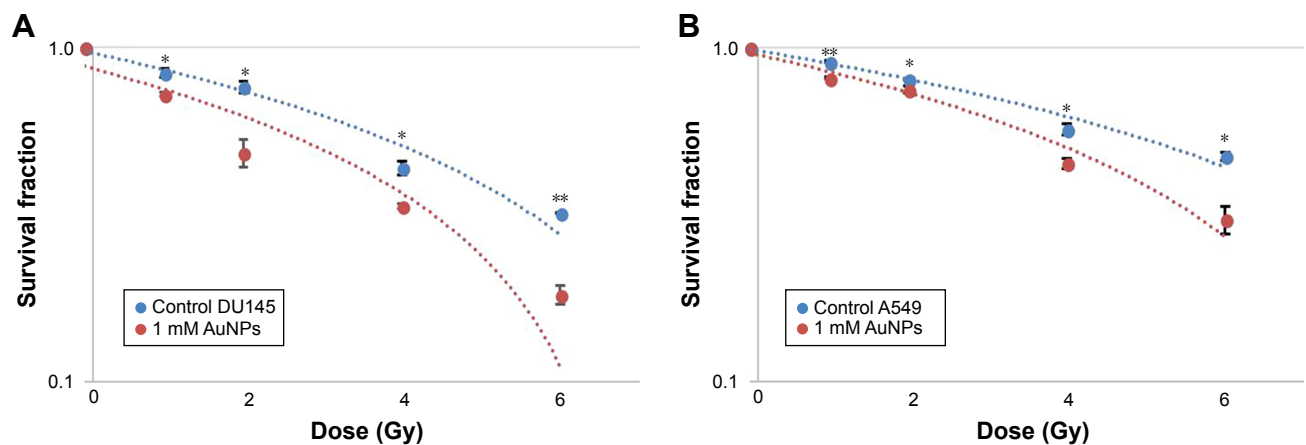 A
1.0
*
*
*
**
Survival fraction
Control DU145
1 mM AuNPs
0.1
0
2
4
6
Dose (Gy)
B
1.0
**
*
*
*
Survival fraction
Control A549
1 mM AuNPs
0.1
0
2
4
6
Dose (Gy)